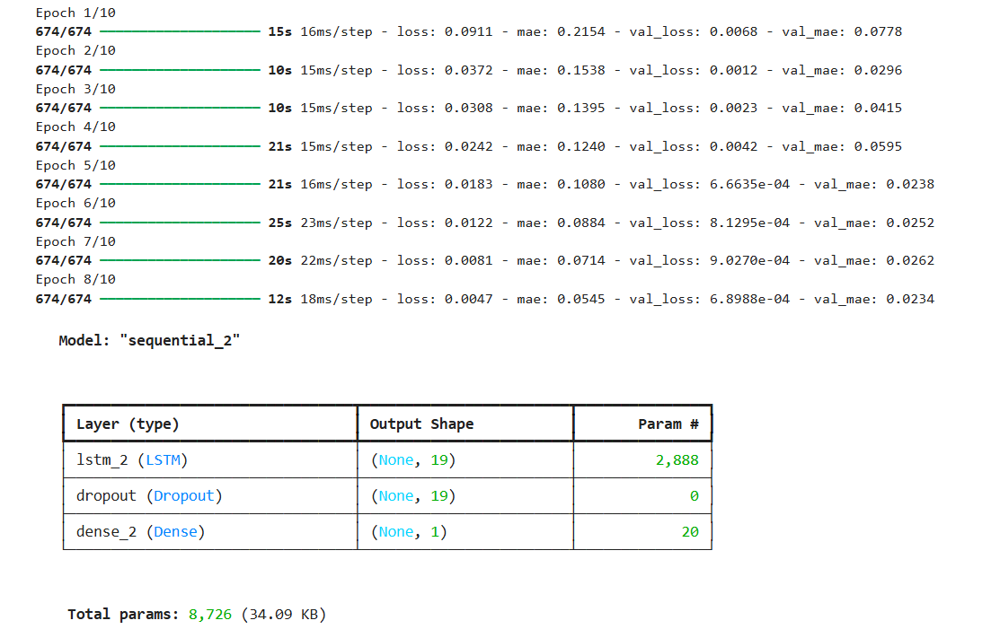 Epoch 1/10
674/674 ━━━━━━━━━━━━━━━━━━━━ 15s 16ms/step - loss: 0.0911 - mae: 0.2154 - val_loss: 0.0068 - val_mae: 0.0778
Epoch 2/10
674/674 ━━━━━━━━━━━━━━━━━━━━ 10s 15ms/step - loss: 0.0372 - mae: 0.1538 - val_loss: 0.0012 - val_mae: 0.0296
Epoch 3/10
674/674 ━━━━━━━━━━━━━━━━━━━━ 10s 15ms/step - loss: 0.0308 - mae: 0.1395 - val_loss: 0.0023 - val_mae: 0.0415
Epoch 4/10
674/674 ━━━━━━━━━━━━━━━━━━━━ 21s 15ms/step - loss: 0.0242 - mae: 0.1240 - val_loss: 0.0042 - val_mae: 0.0595
Epoch 5/10
674/674 ━━━━━━━━━━━━━━━━━━━━ 21s 16ms/step - loss: 0.0183 - mae: 0.1080 - val_loss: 6.6635e-04 - val_mae: 0.0238
Epoch 6/10
674/674 ━━━━━━━━━━━━━━━━━━━━ 25s 23ms/step - loss: 0.0122 - mae: 0.0884 - val_loss: 8.1295e-04 - val_mae: 0.0252
Epoch 7/10
674/674 ━━━━━━━━━━━━━━━━━━━━ 20s 22ms/step - loss: 0.0081 - mae: 0.0714 - val_loss: 9.0270e-04 - val_mae: 0.0262
Epoch 8/10
674/674 ━━━━━━━━━━━━━━━━━━━━ 12s 18ms/step - loss: 0.0047 - mae: 0.0545 - val_loss: 6.8988e-04 - val_mae: 0.0234
Model: "sequential_2"
Layer (type) Output Shape Param #
lstm_2 (LSTM) (None, 19) 2,888
dropout (Dropout) (None, 19) 0
dense_2 (Dense) (None, 1) 20
Total params: 8,726 (34.09 KB)